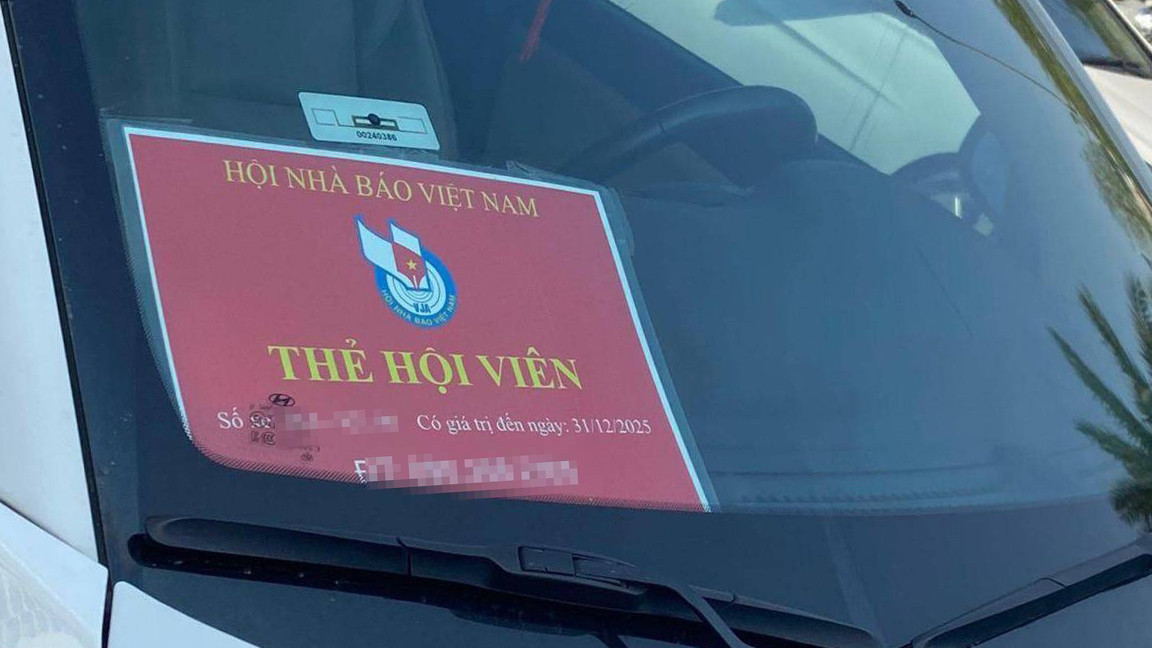 00240386
HỘI NHÀ BÁO VIỆT NAM
VJA
HỘI NHÀ BÁO VIỆT NAM
THẺ HỘI VIÊN
Số Có giá trị đến ngày: 31/12/2025